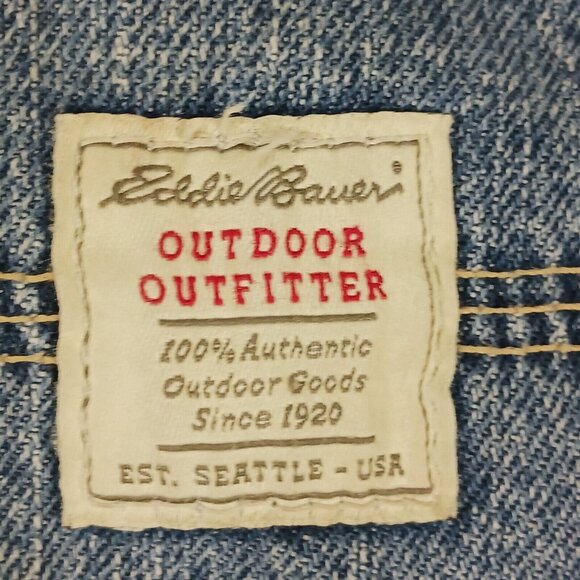 Eddie Bauer®
OUTDOOR
OUTFITTER
100% Authentic
Outdoor Goods
Since 1920
EST. SEATTLE - USA